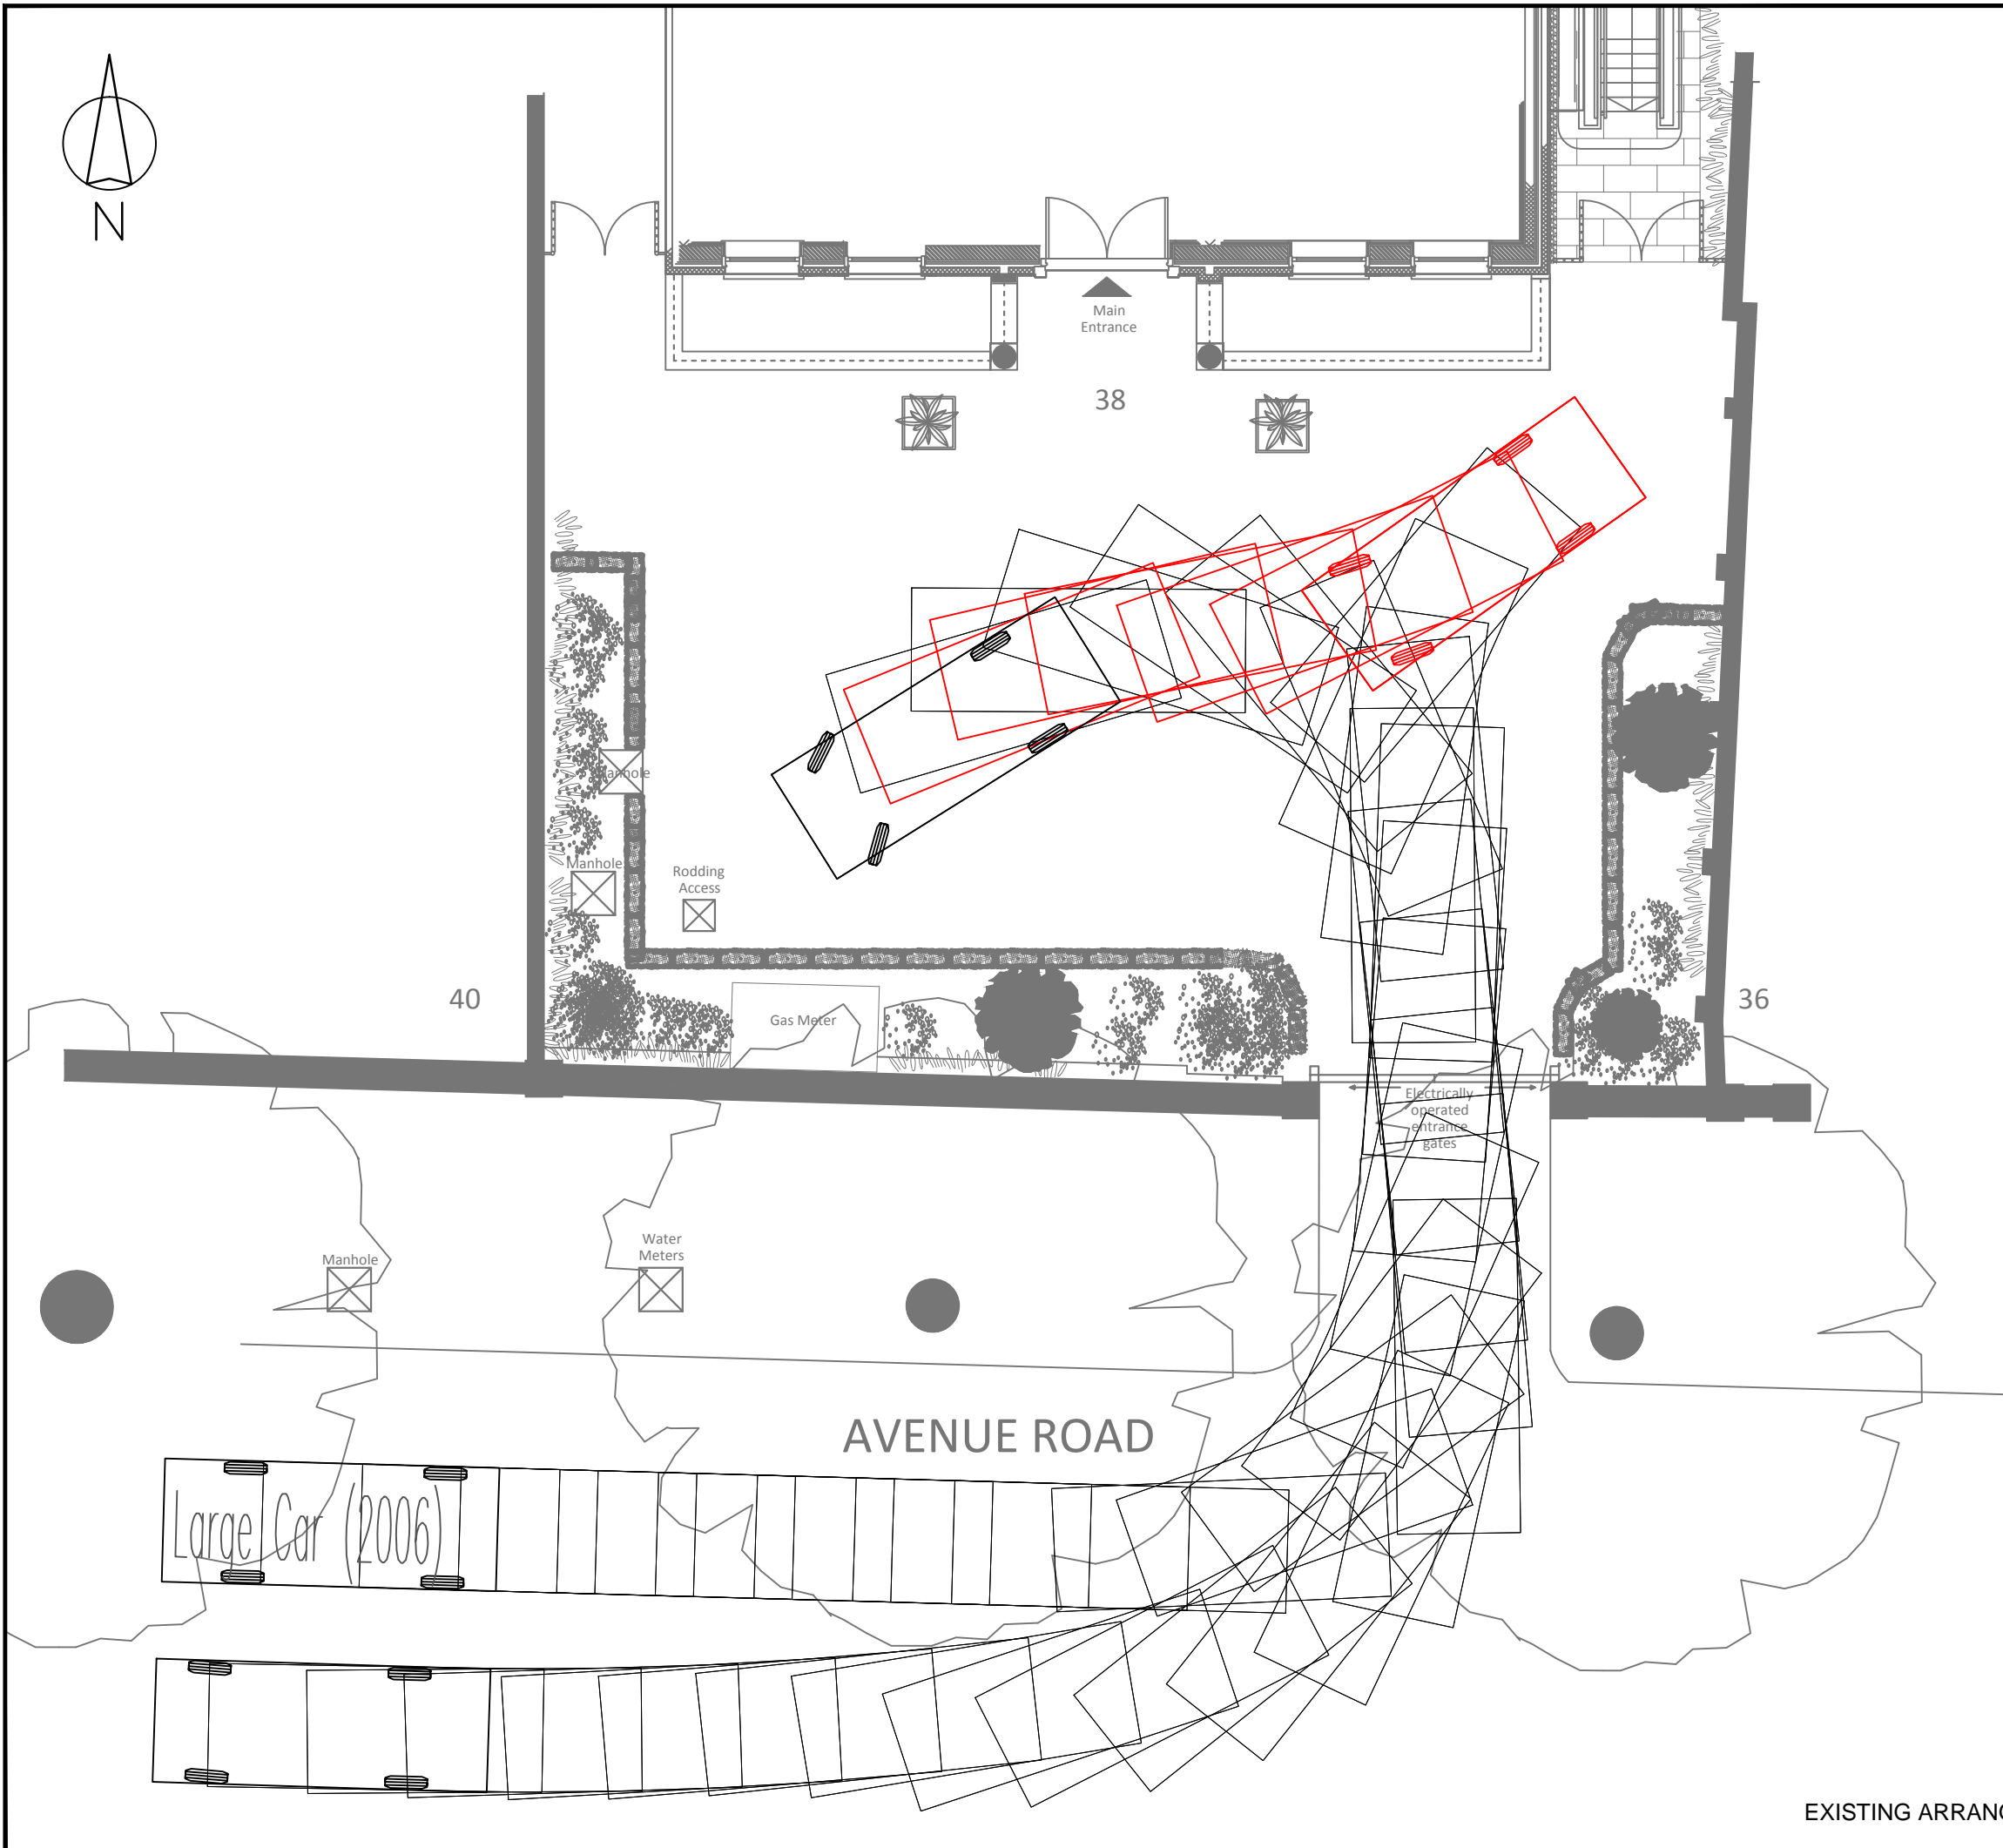 N
Main
Entrance
38
Manhole
Manhole
Rodding
Access
40
Gas Meter
36
Electrically
operated
entrance
gates
Water
Meters
Manhole
AVENUE ROAD
Large Car (2006)
EXISTING ARRANG